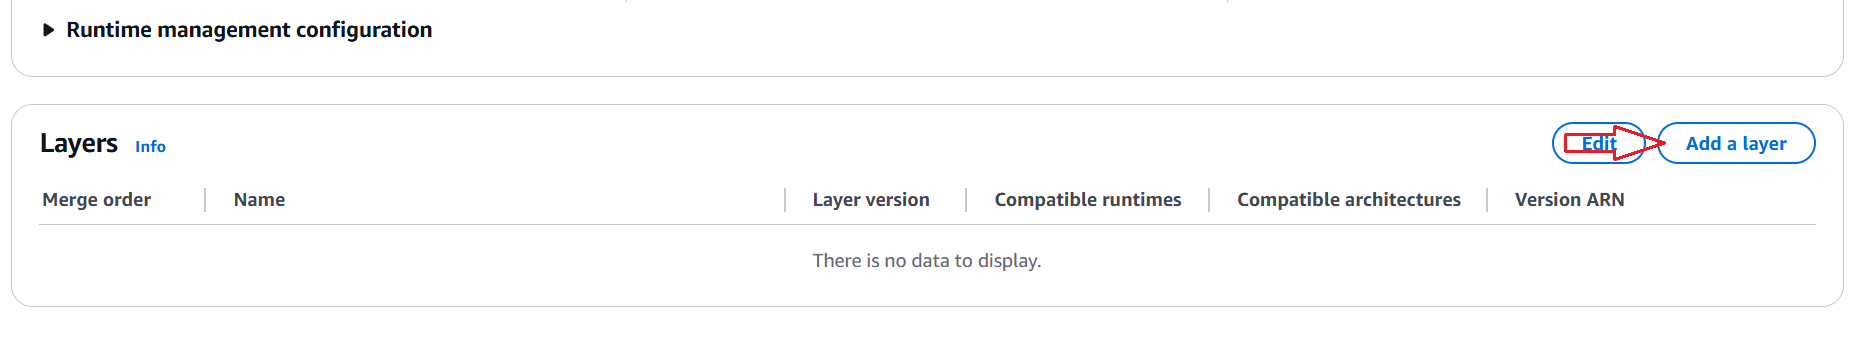 Runtime management configuration
Layers Info Edit Add a layer
Merge order Name Layer version Compatible runtimes Compatible architectures Version ARN
There is no data to display.